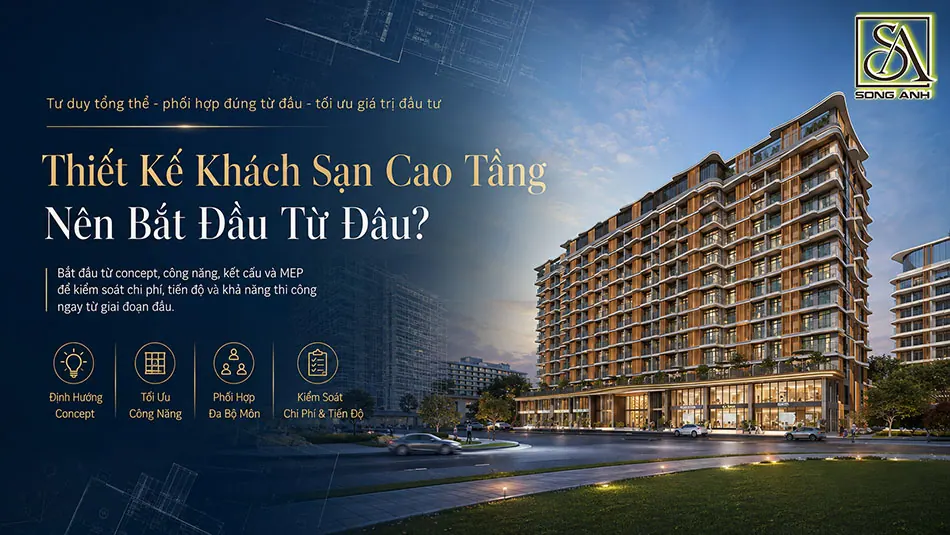 SA
SONG ANH
Tư duy tổng thể - phối hợp đúng từ đầu - tối ưu giá trị đầu tư
Thiết Kế Khách Sạn Cao Tầng
Nên Bắt Đầu Từ Đâu?
Bắt đầu từ concept, công năng, kết cấu và MEP
để kiểm soát chi phí, tiến độ và khả năng thi công
ngay từ giai đoạn đầu.
Định Hướng
Concept
Tối Ưu
Công Năng
Phối Hợp
Đa Bộ Môn
Kiểm Soát
Chi Phí & Tiến Độ